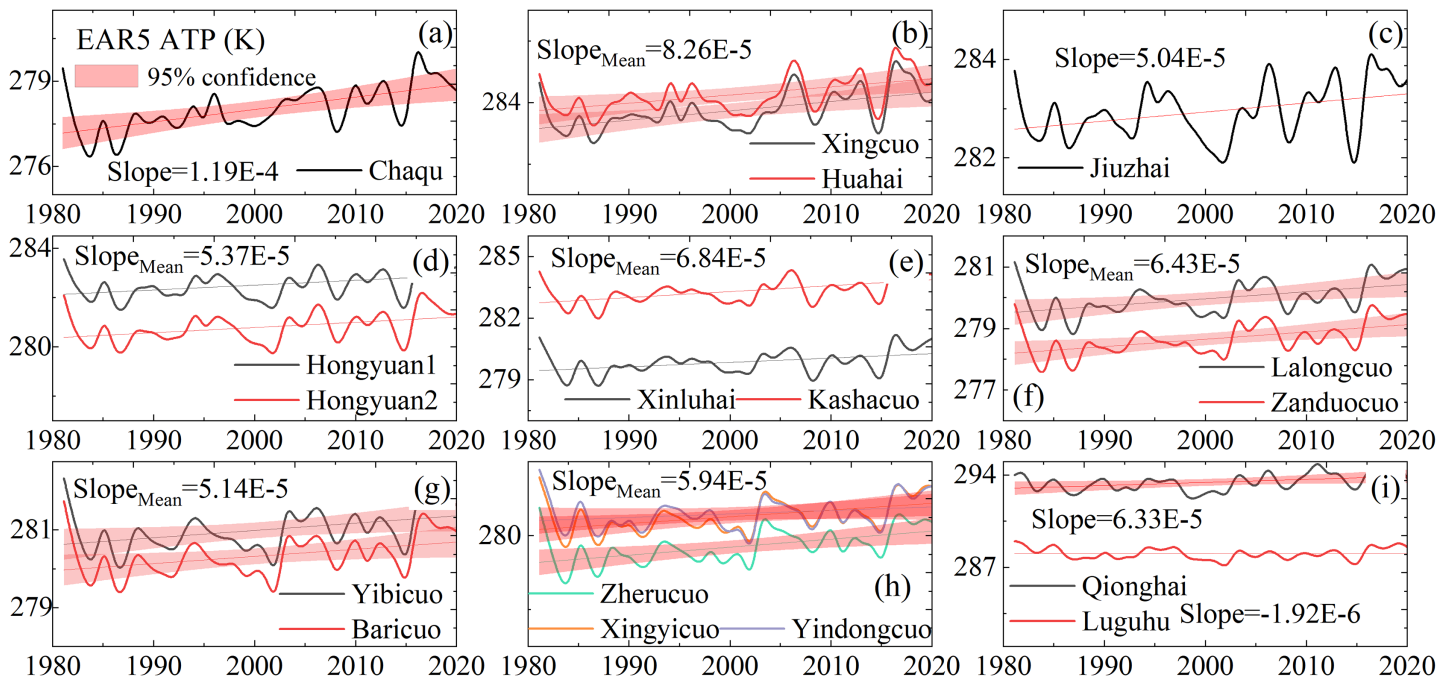 EAR5 ATP (K)
95% confidence
(a)
279
276
Slope=1.19E-4
Chaqu
1980 1990 2000 2010 2020
Slope_Mean=8.26E-5
(b)
284
Xingcuo
Huahai
1980 1990 2000 2010 2020
Slope=5.04E-5
(c)
284
282
Jiuzhai
1980 1990 2000 2010 2020
Slope_Mean=5.37E-5
(d)
284
280
Hongyuan1
Hongyuan2
1980 1990 2000 2010 2020
Slope_Mean=6.84E-5
(e)
285
282
279
Xinluhai Kashacuo
1980 1990 2000 2010 2020
Slope_Mean=6.43E-5
281
279
277
Lalongcuo
(f) Zanduocuo
1980 1990 2000 2010 2020
Slope_Mean=5.14E-5
(g)
281
279
Yibicuo
Baricuo
1980 1990 2000 2010 2020
Slope_Mean=5.94E-5
280
(h)
Zherucuo
Xingyicuo Yindongcuo
1980 1990 2000 2010 2020
294
(i)
Slope=6.33E-5
287
Qionghai
Luguhu Slope=-1.92E-6
1980 1990 2000 2010 2020